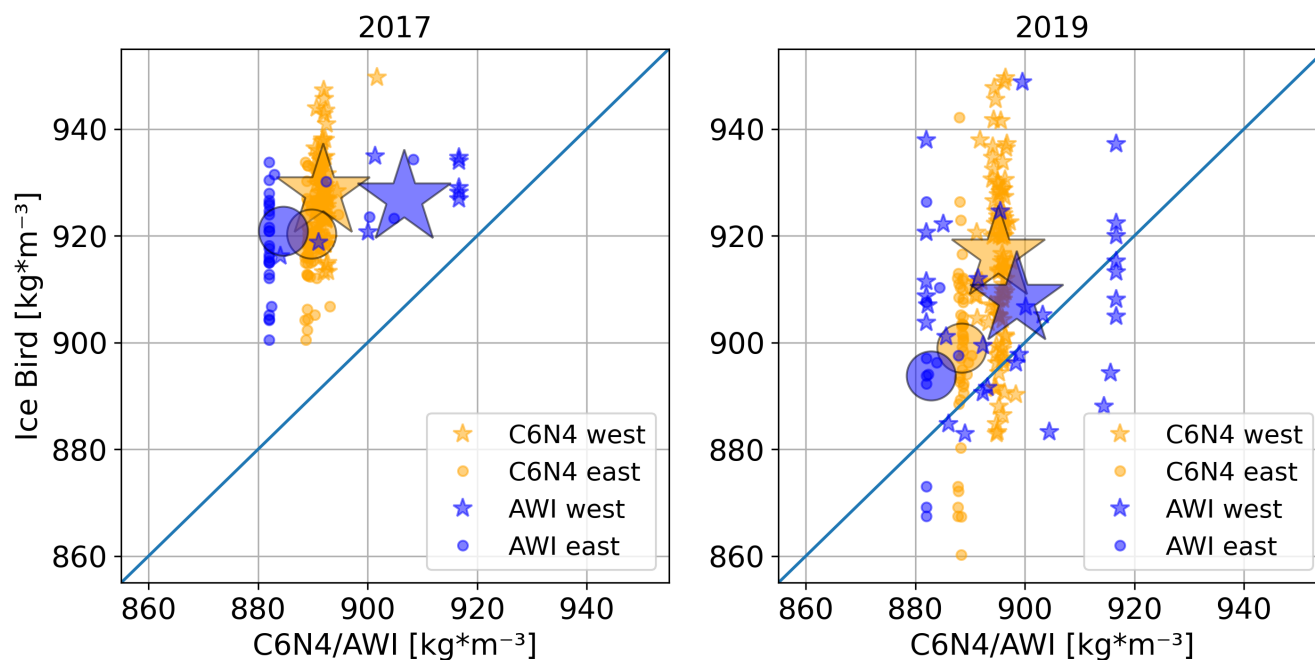 2017
2019
940
920
900
880
860
Ice Bird [kg*m⁻³]
860 880 900 920 940
C6N4/AWI [kg*m⁻³]
C6N4 west
C6N4 east
AWI west
AWI east
940
920
900
880
860
860 880 900 920 940
C6N4/AWI [kg*m⁻³]
C6N4 west
C6N4 east
AWI west
AWI east